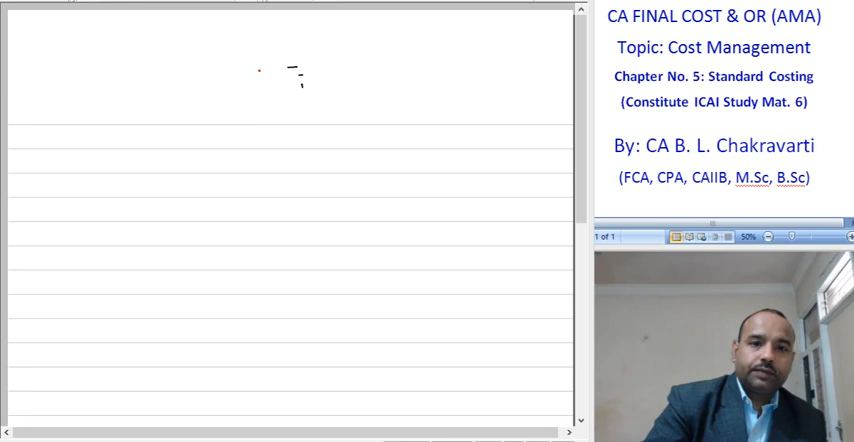 CA FINAL COST & OR (AMA)
Topic: Cost Management
Chapter No. 5: Standard Costing
(Constitute ICAI Study Mat. 6)
By: CA B. L. Chakravarti
(FCA, CPA, CAIIB, M.Sc, B.Sc)
1 of 1
50%